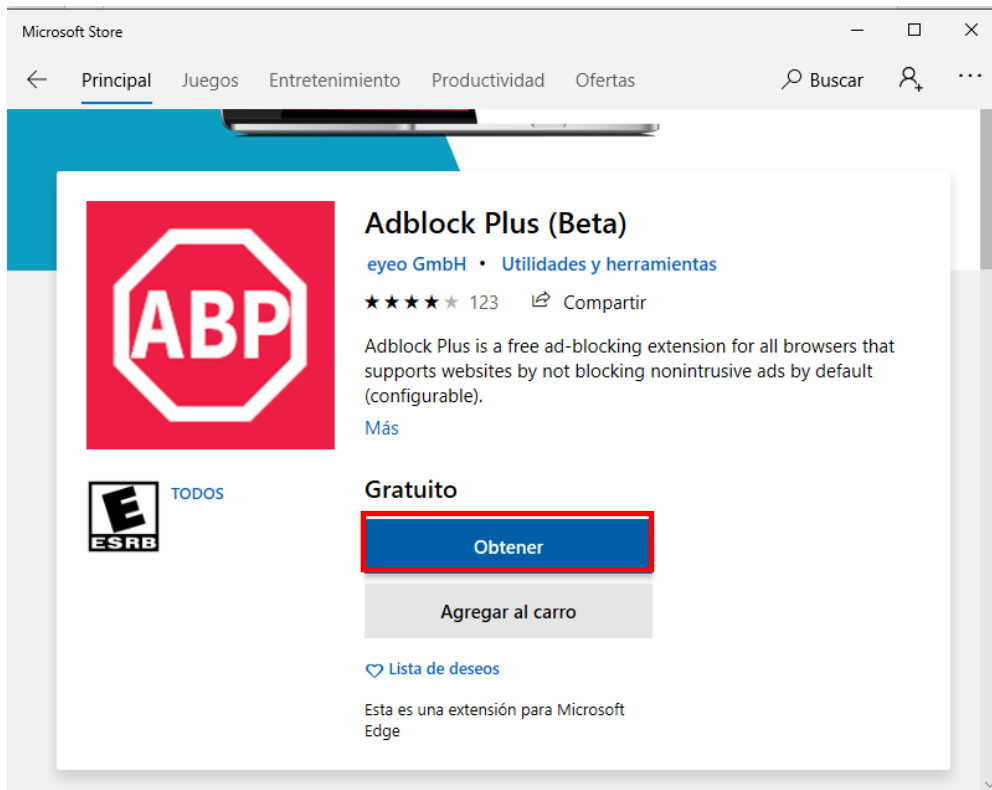 Microsoft Store
Principal Juegos Entretenimiento Productividad Ofertas Buscar
Adblock Plus (Beta)
eyeo GmbH • Utilidades y herramientas
★★★★★ 123 Compartir
Adblock Plus is a free ad-blocking extension for all browsers that
supports websites by not blocking nonintrusive ads by default
(configurable).
Más
ABP
E
ESRB
TODOS
Gratuito
Obtener
Agregar al carro
Lista de deseos
Esta es una extensión para Microsoft
Edge